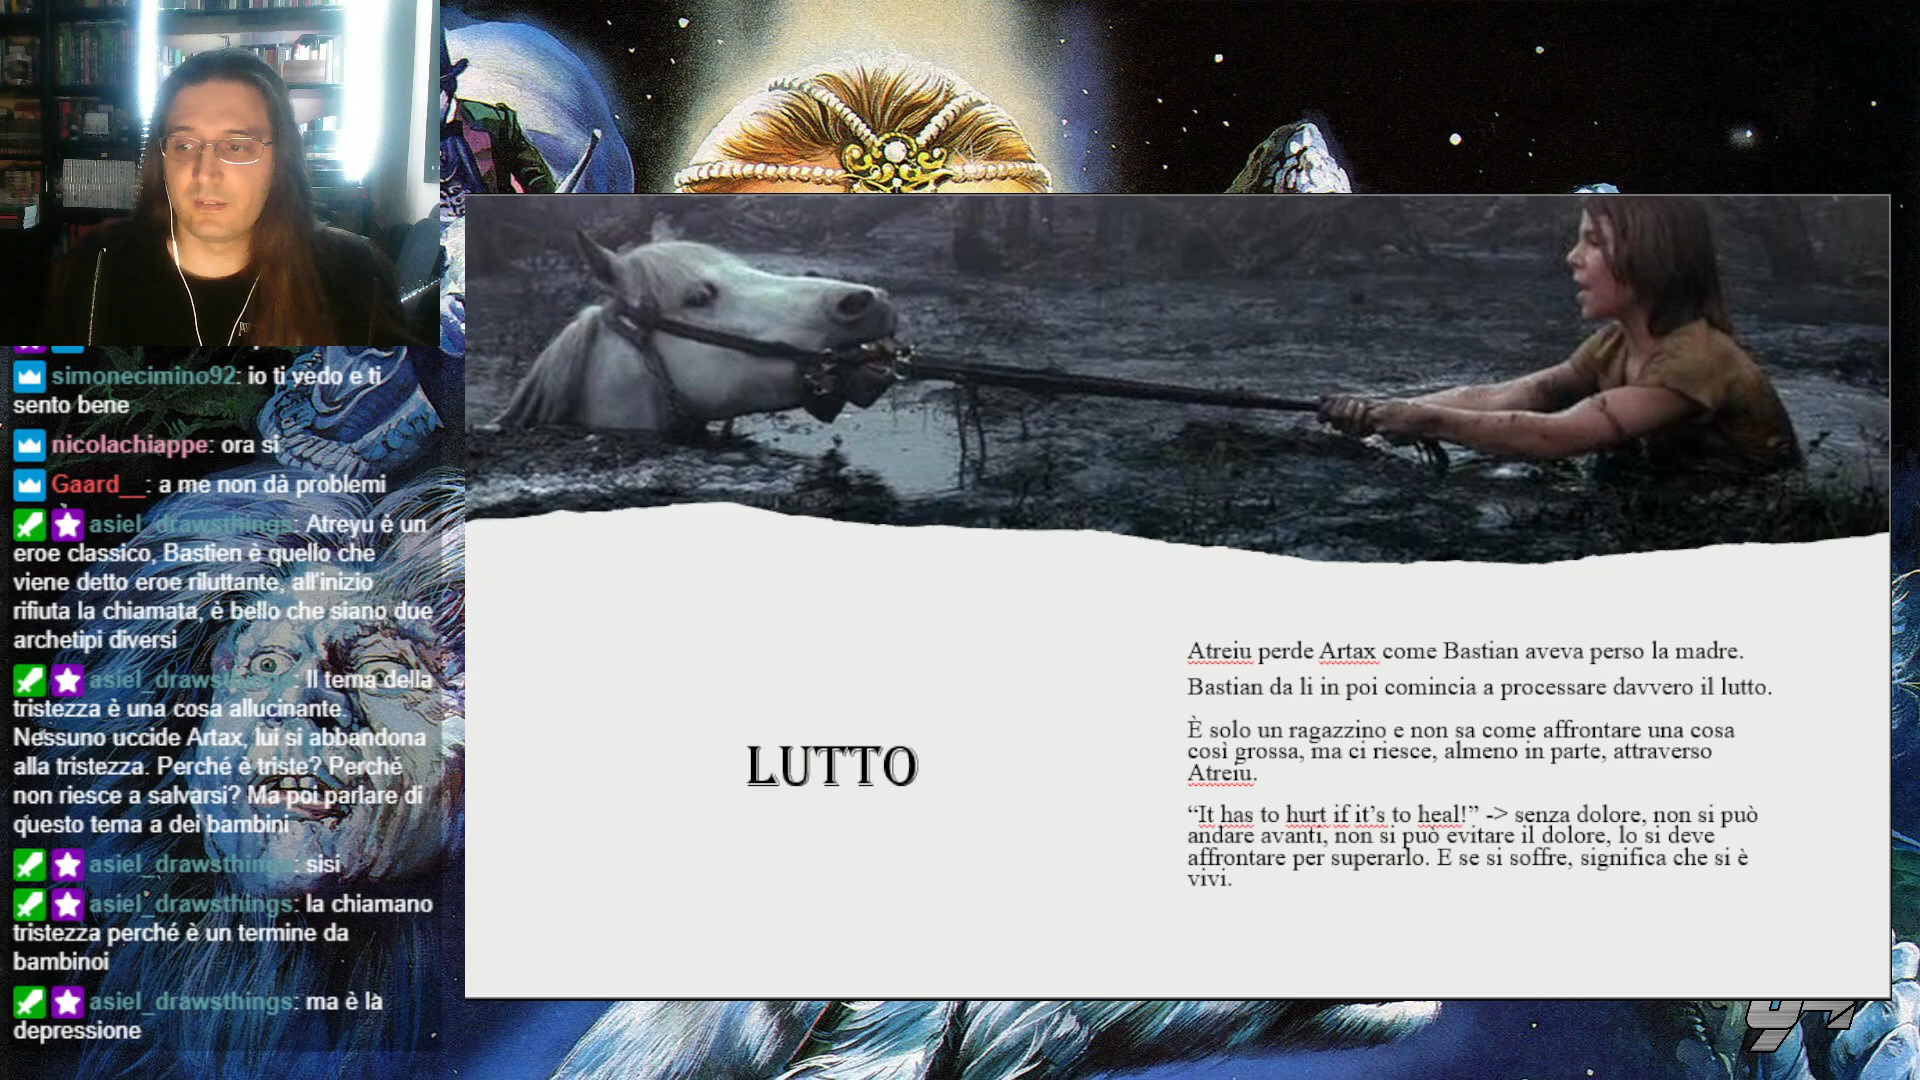 simonecimino92: io ti vedo e ti
sento bene
nicolachiappe: ora si
Gaard__: a me non dà problemi
asiel_drawsthings: Atreyu è un
eroe classico, Bastien è quello che
viene detto eroe riluttante, all'inizio
rifiuta la chiamata, è bello che siano due
archetipi diversi
asiel_drawsthings: Il tema della
tristezza è una cosa allucinante.
Nessuno uccide Artax, lui si abbandona
alla tristezza. Perché è triste? Perché
non riesce a salvarsi? Ma poi parlare di
questo tema a dei bambini
asiel_drawsthings: sisi
asiel_drawsthings: la chiamano
tristezza perché è un termine da
bambinoi
asiel_drawsthings: ma è là
depressione
LUTTO
Atreiu perde Artax come Bastian aveva perso la madre.
Bastian da li in poi comincia a processare davvero il lutto.
È solo un ragazzino e non sa come affrontare una cosa
così grossa, ma ci riesce, almeno in parte, attraverso
Atreiu.
“It has to hurt if it’s to heal!” -> senza dolore, non si può
andare avanti, non si può evitare il dolore, lo si deve
affrontare per superarlo. E se si soffre, significa che si è
vivi.